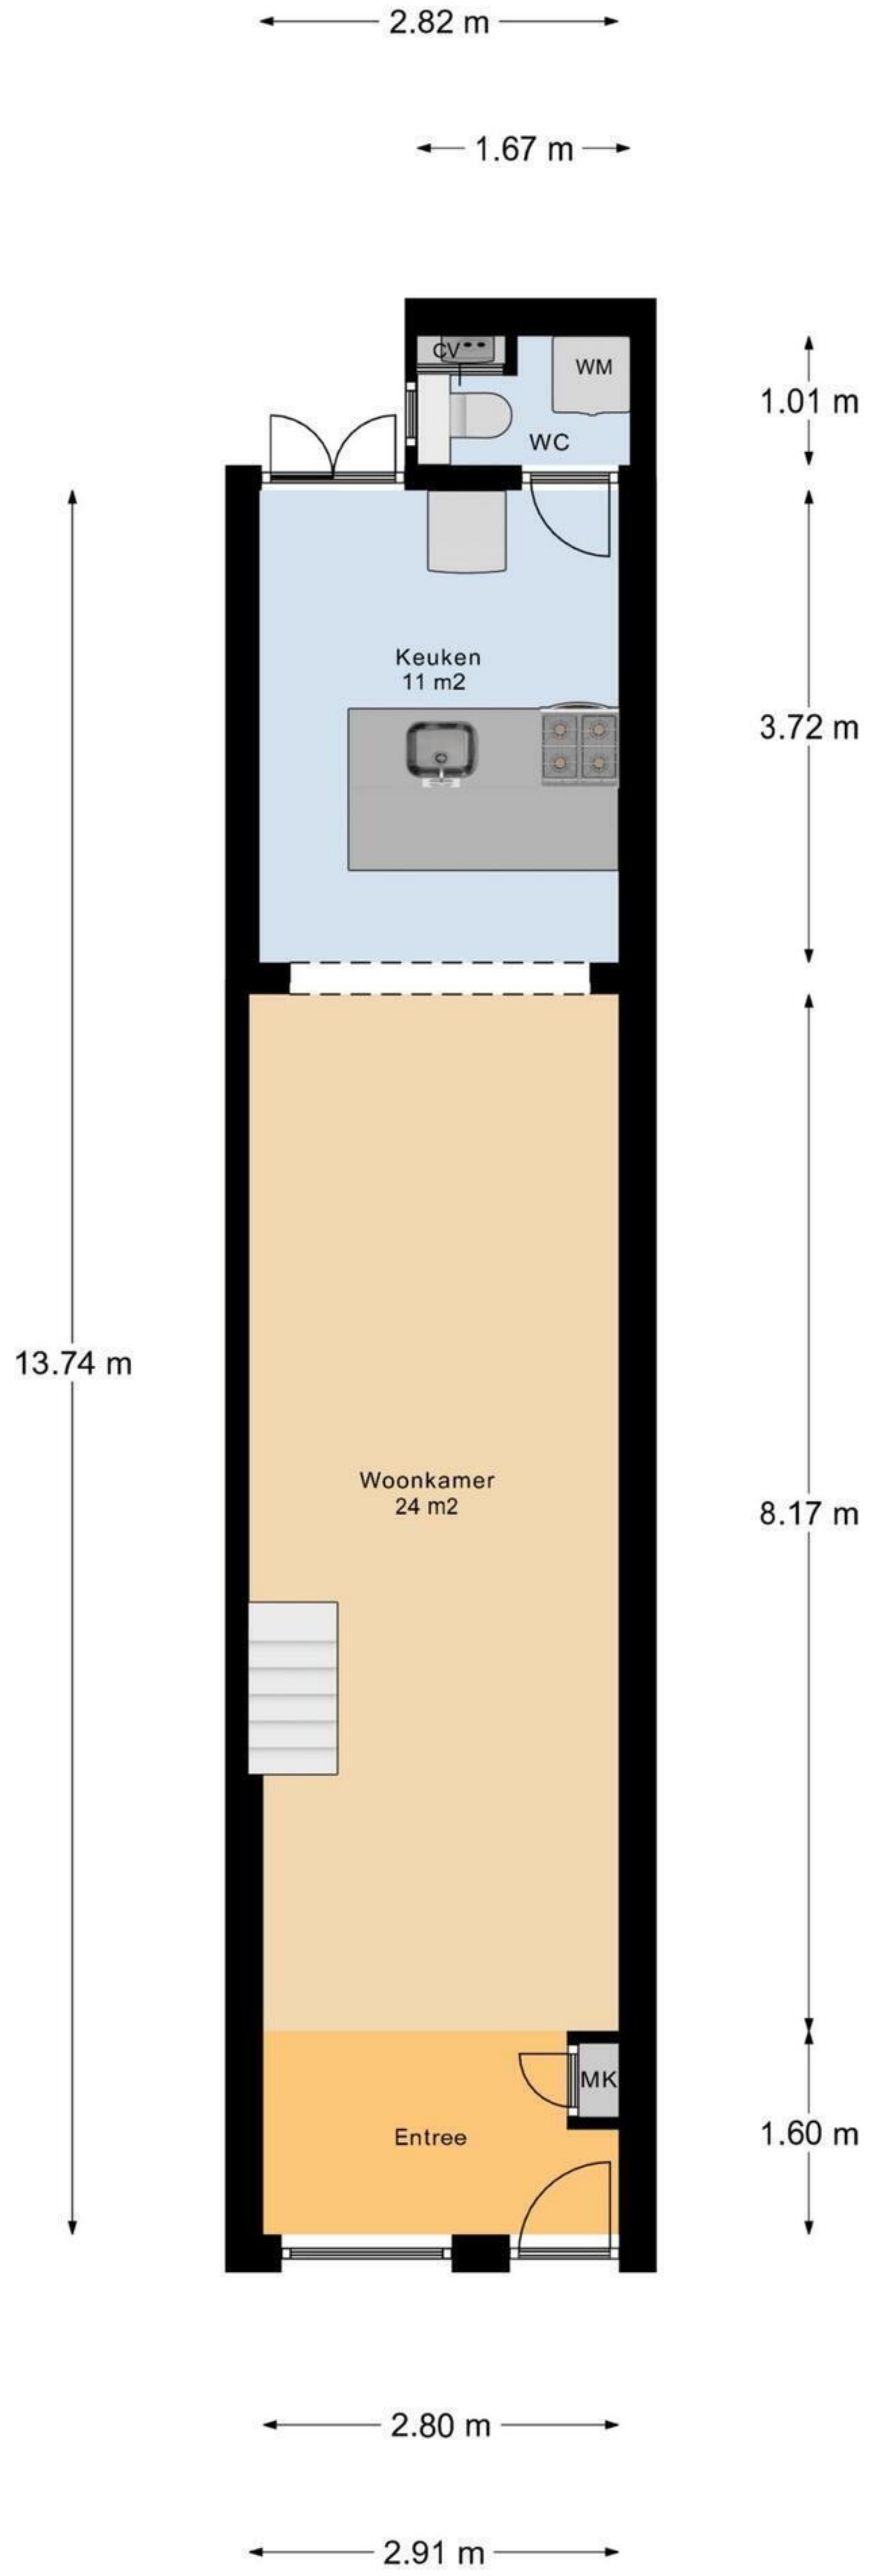 2.82 m
1.67 m
CV
WM
1.01 m
WC
Keuken
11 m2
3.72 m
13.74 m
Woonkamer
24 m2
8.17 m
MK
Entree
1.60 m
2.80 m
2.91 m